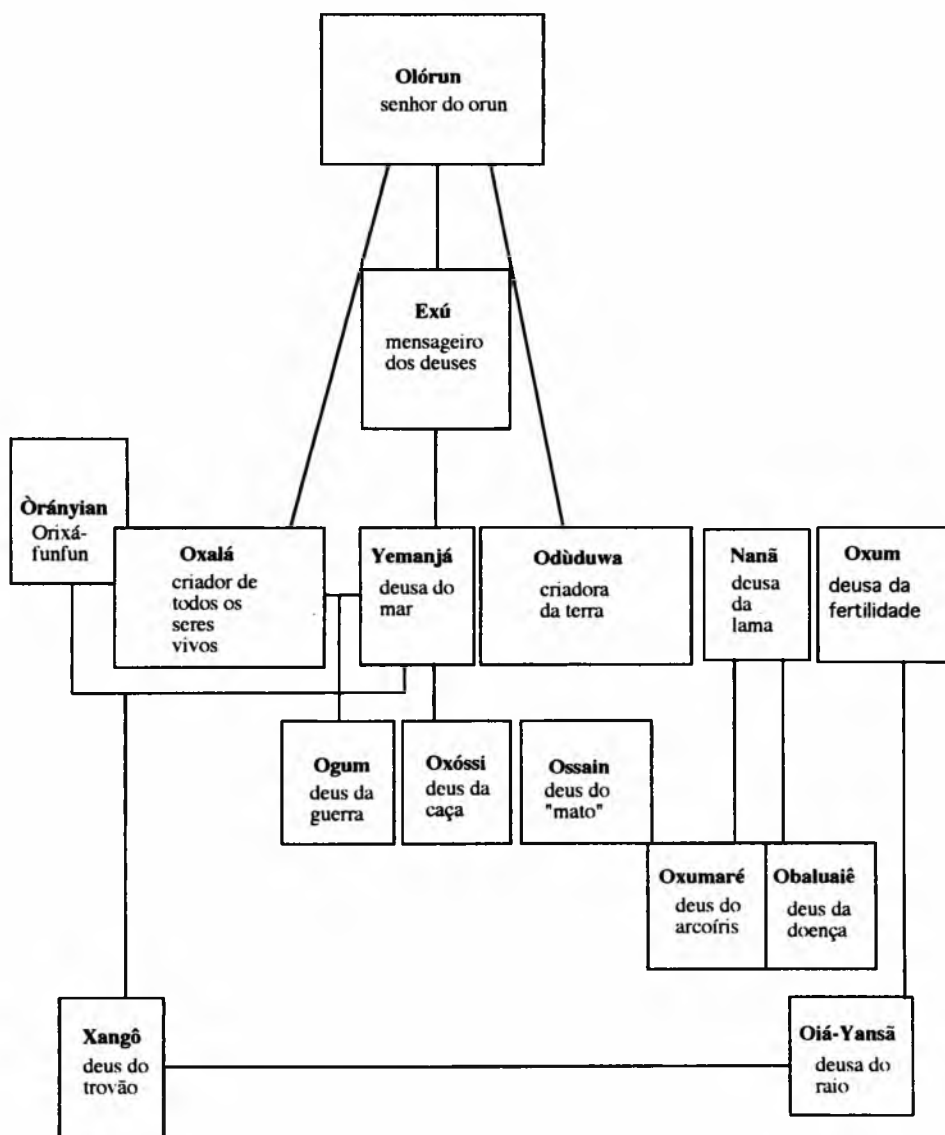 Olórun
senhor do orun
Exú
mensageiro
dos deuses
Òrányian
Orixá-
funfun
Oxalá
criador de
todos os
seres
vivos
Yemanjá
deusa do
mar
Odùduwa
criadora
da terra
Nanã
deusa
da
lama
Oxum
deusa da
fertilidade
Ogum
deus da
guerra
Oxóssi
deus da
caça
Ossain
deus do
"mato"
Oxumaré
deus do
arcoíris
Obaluaiê
deus da
doença
Xangô
deus do
trovão
Oiá-Yansã
deusa do
raio